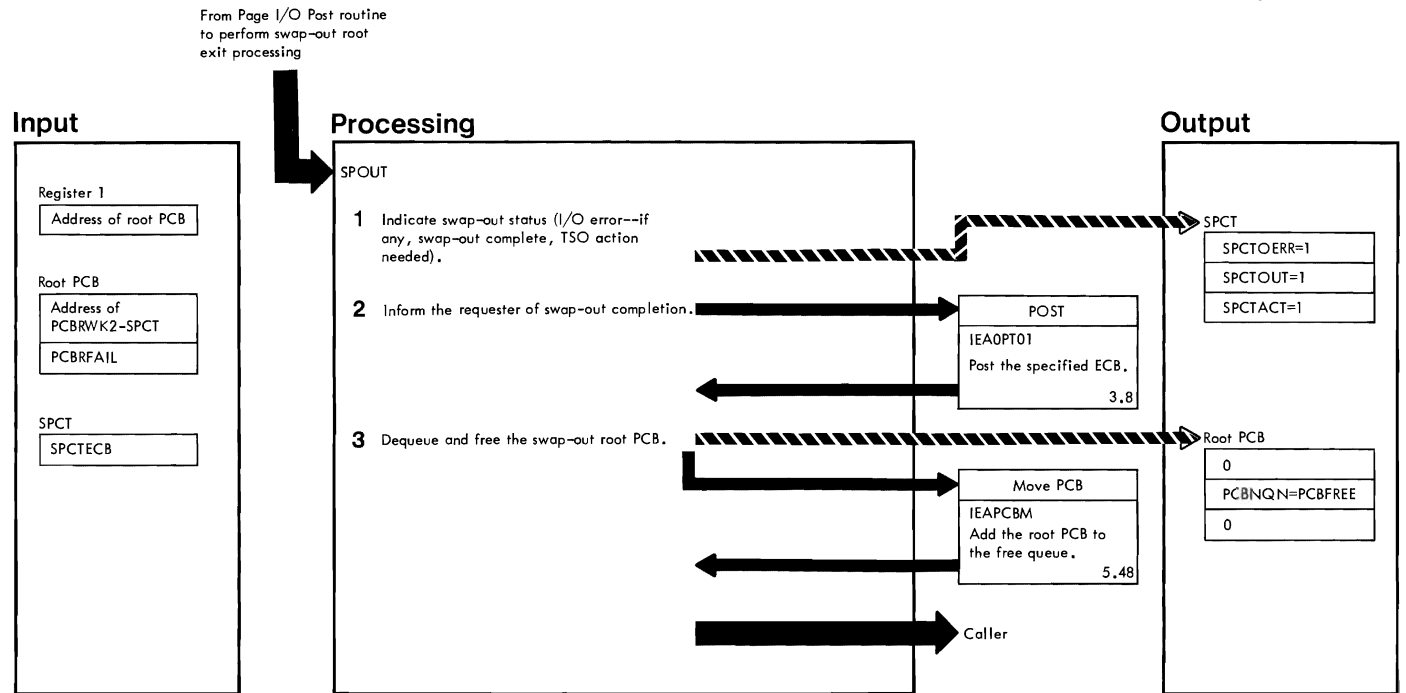 From Page I/O Post routine
to perform swap-out root
exit processing
Input
Processing
Output
Register 1
Address of root PCB
Root PCB
Address of
PCBRWK2-SPCT
PCBRFAIL
SPCT
SPCTECB
SPOUT
1 Indicate swap-out status (I/O error--if
any, swap-out complete, TSO action
needed).
2 Inform the requester of swap-out completion.
3 Dequeue and free the swap-out root PCB.
POST
IEA0PT01
Post the specified ECB.
3.8
Move PCB
IEAPCBM
Add the root PCB to
the free queue.
5.48
Caller
SPCT
SPCTOERR=1
SPCTOUT=1
SPCTACT=1
Root PCB
0
PCBNQN=PCBFREE
0